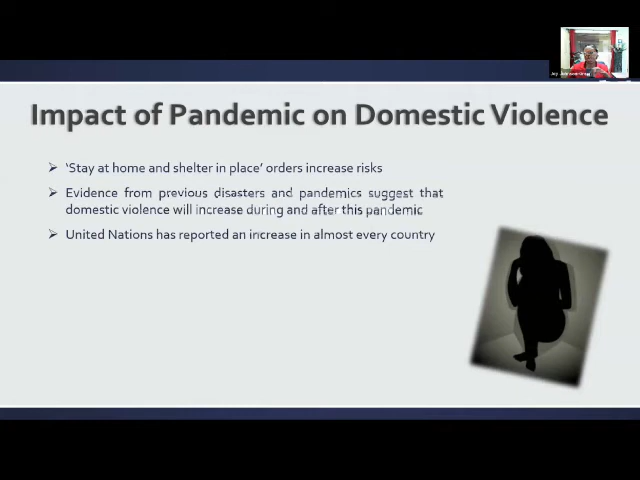 Impact of Pandemic on Domestic Violence
➢ ‘Stay at home and shelter in place’ orders increase risks
➢ Evidence from previous disasters and pandemics suggest that
domestic violence will increase during and after this pandemic
➢ United Nations has reported an increase in almost every country